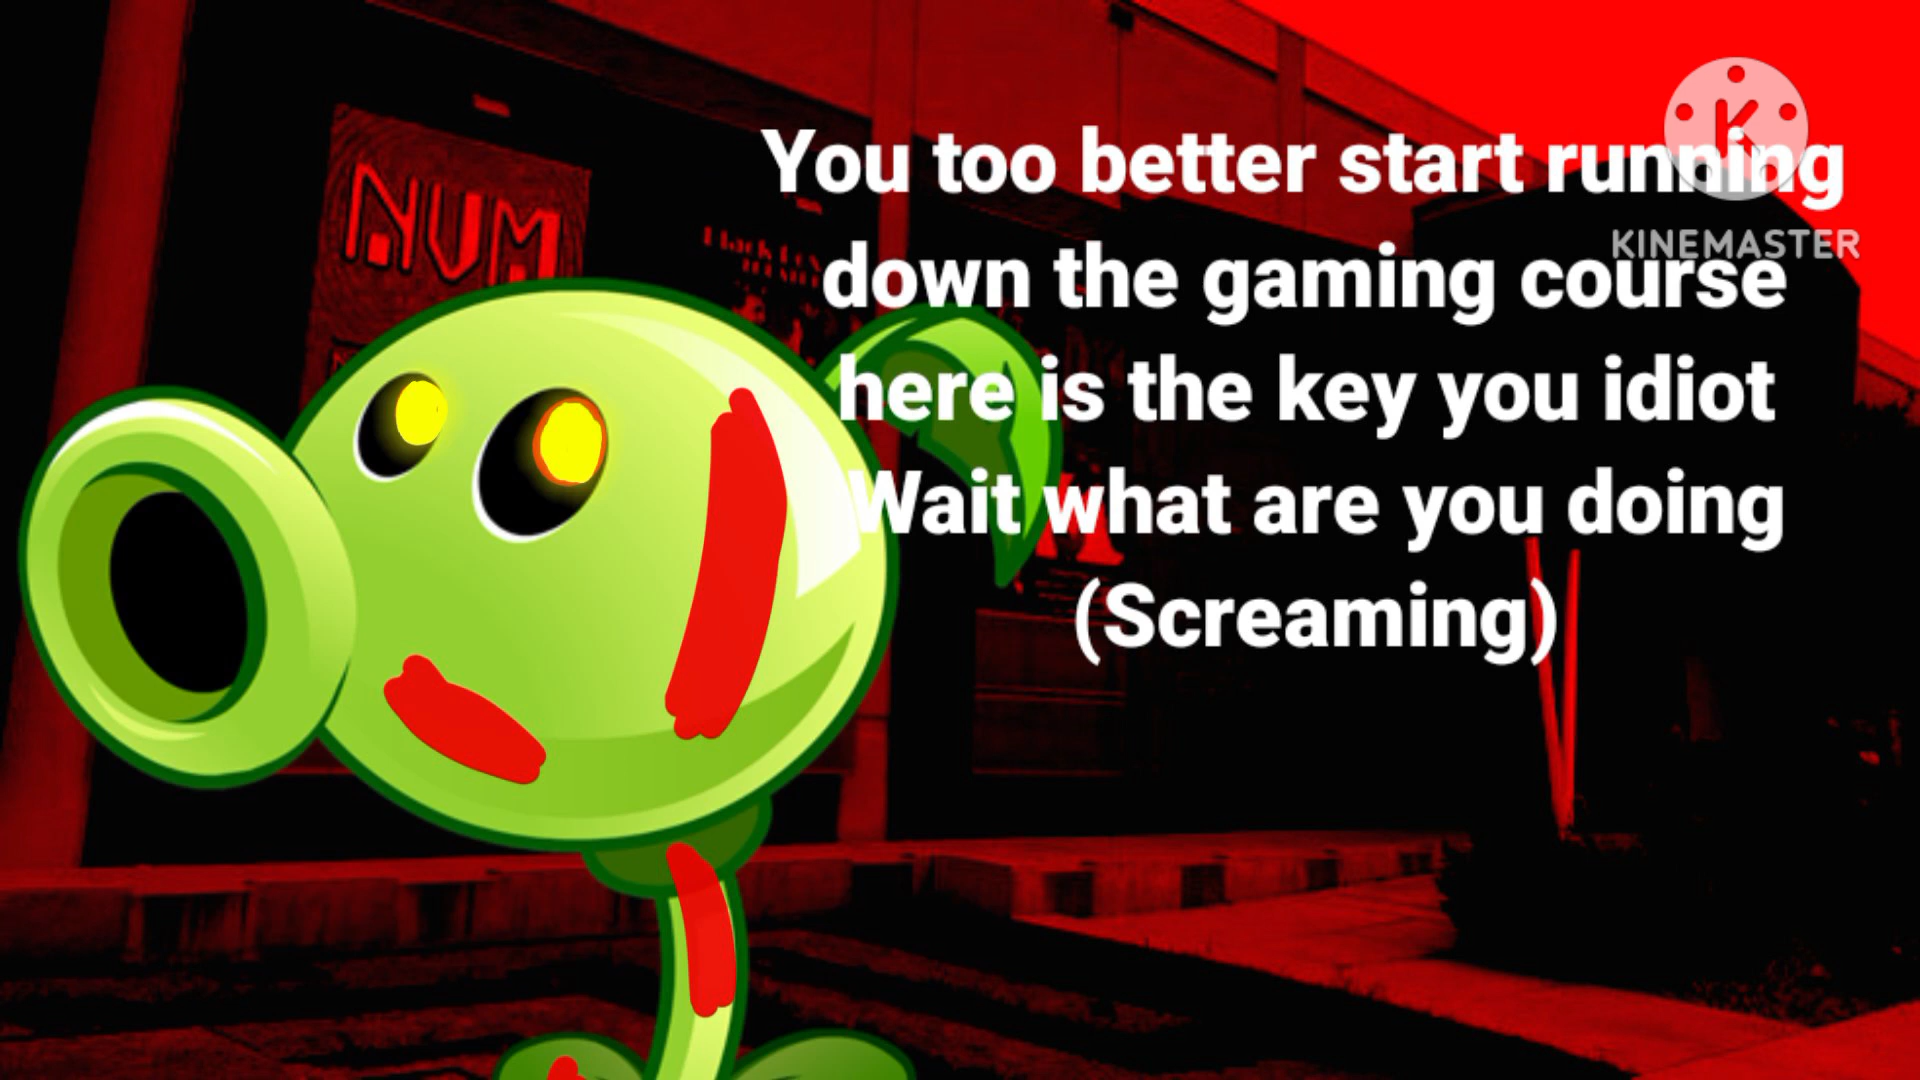 NUM
You too better start running
KINEMASTER
down the gaming course
here is the key you idiot
Wait what are you doing
(Screaming)